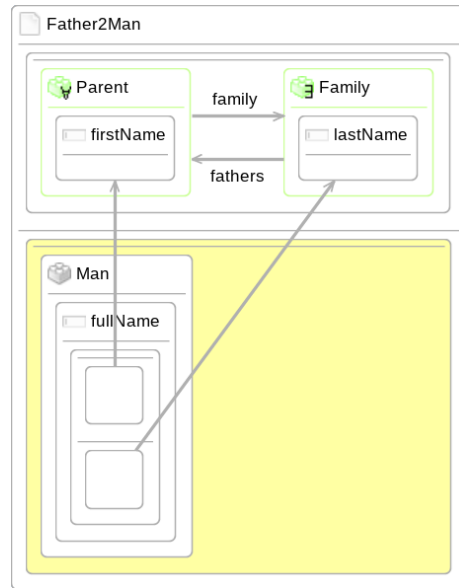 Father2Man
Parent
family
Family
firstName
lastName
fathers
Man
fullName